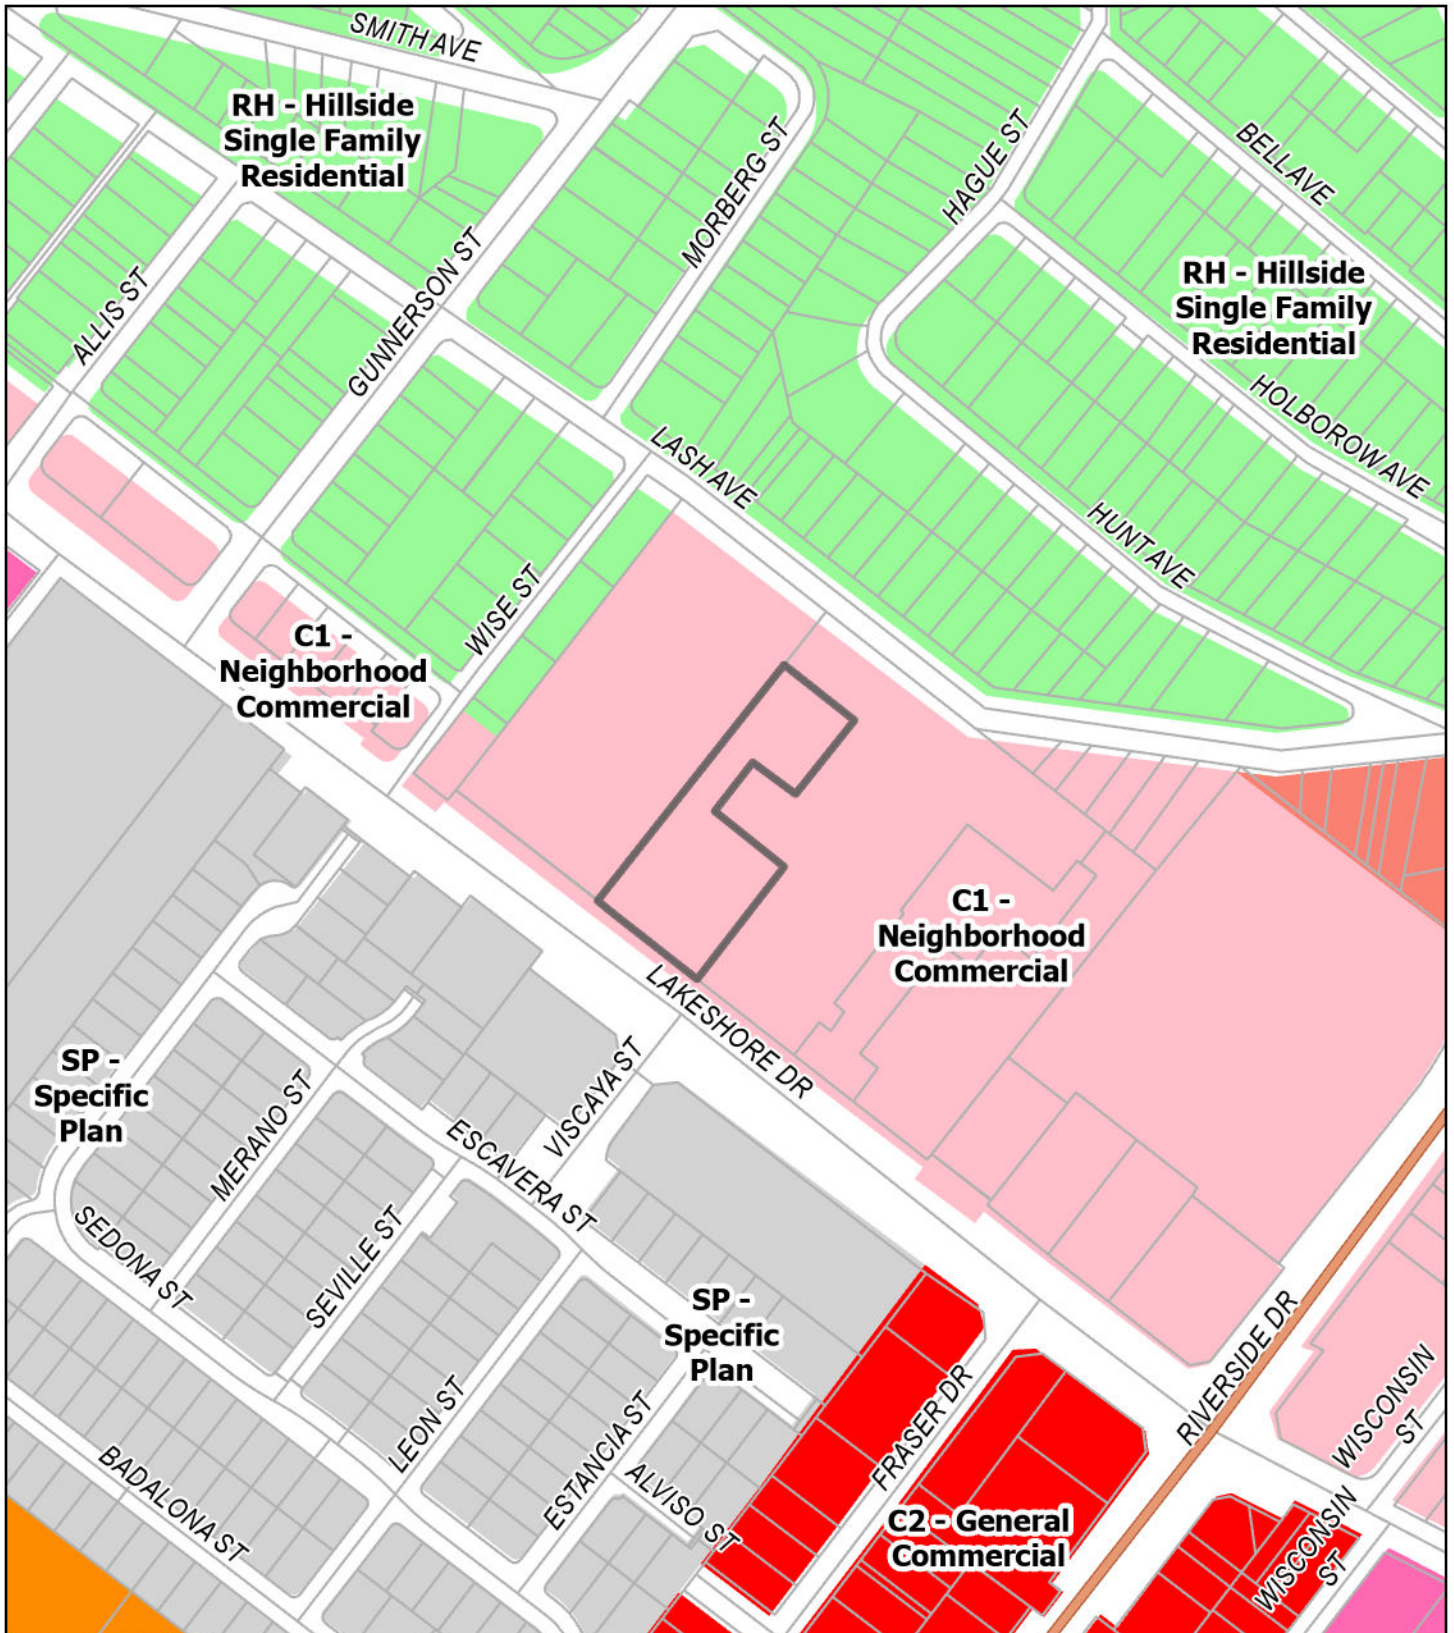 SMITH AVE
RH - Hillside
Single Family
Residential
MORBERG ST
HAGUE ST
BELL AVE
ALLIS ST
GUNNERSON ST
RH - Hillside
Single Family
Residential
HOLBOROW AVE
LASH AVE
HUNT AVE
WISE ST
C1 -
Neighborhood
Commercial
C1 -
Neighborhood
Commercial
LAKESHORE DR
SP -
Specific
Plan
MERANO ST
VISCAYA ST
ESCAVERA ST
SEDONA ST
SEVILLE ST
SP -
Specific
Plan
RIVERSIDE DR
WISCONSIN
ST
LEON ST
FRASER DR
ESTANCIA ST
BADALONA ST
ALVISO ST
C2 - General
Commercial
WISCONSIN
ST